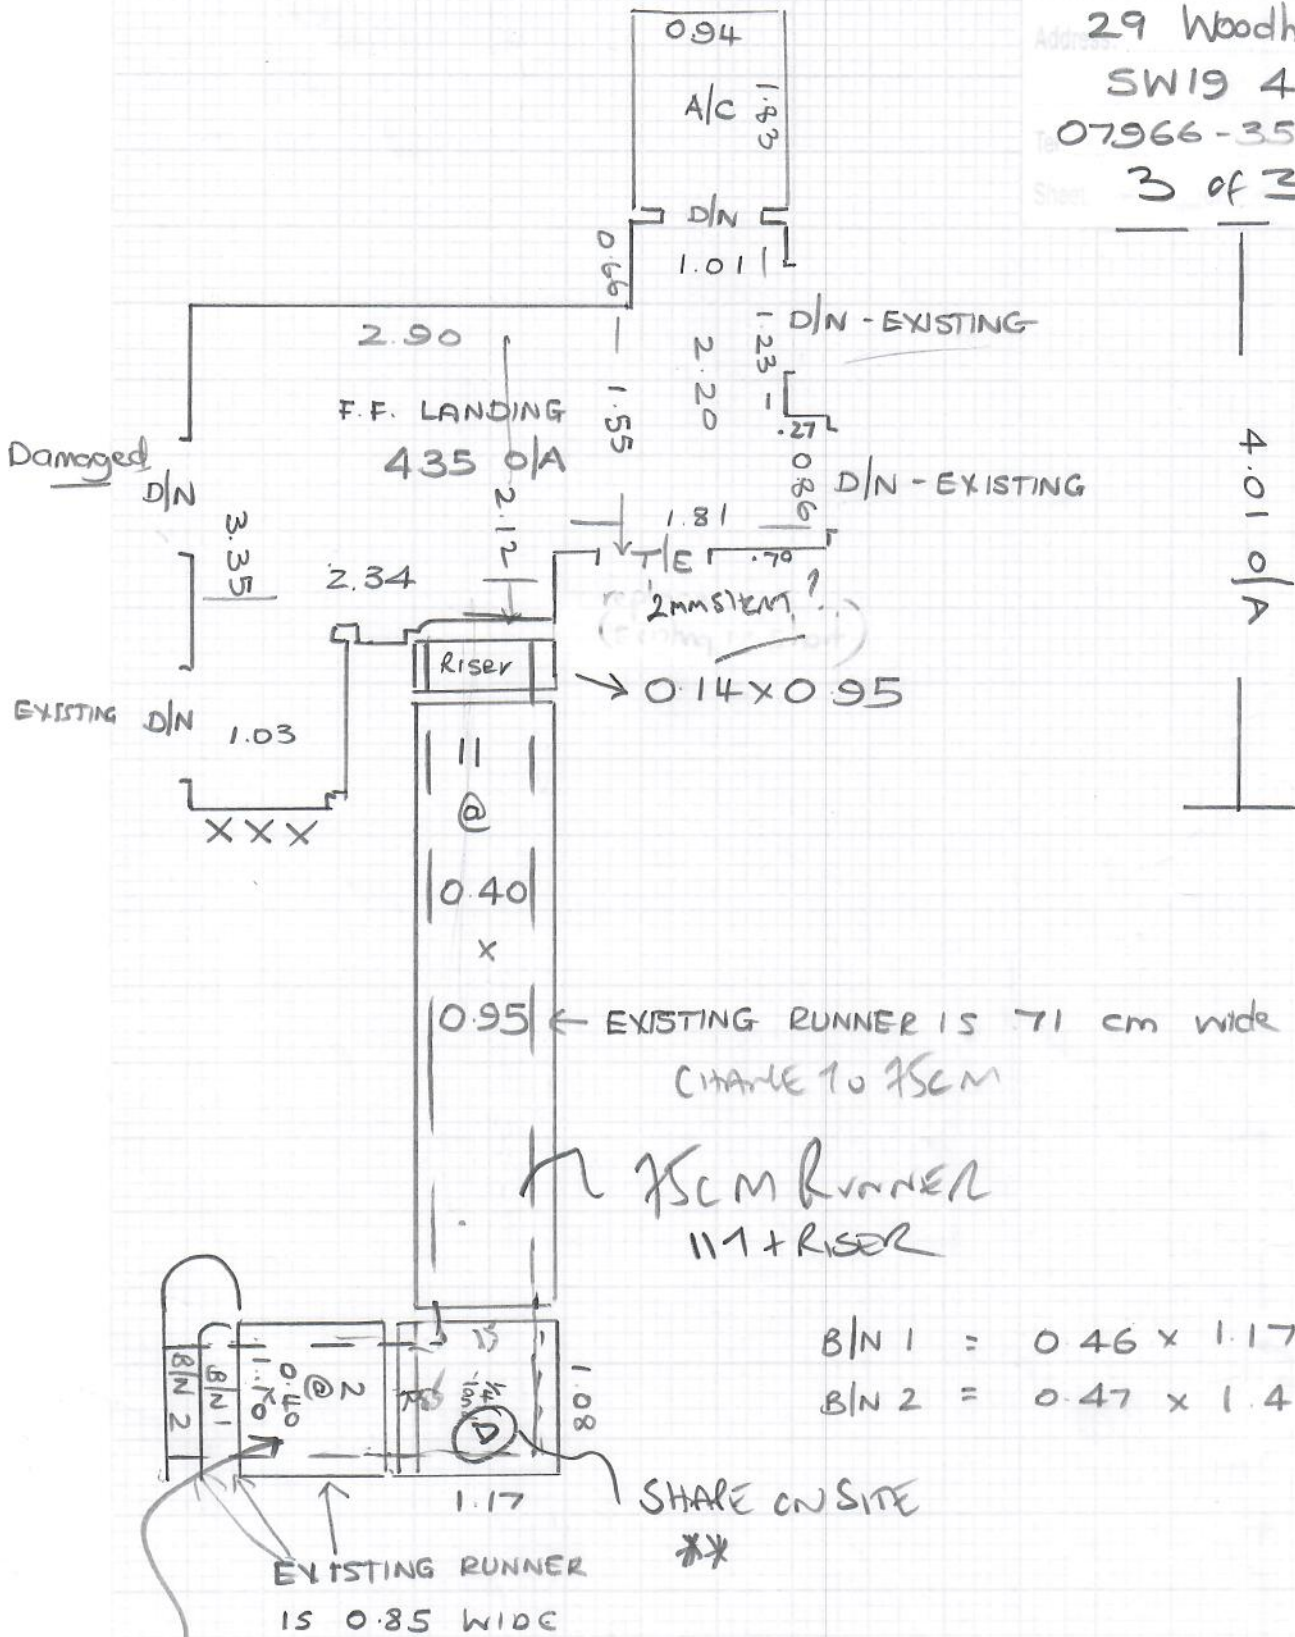 29 Woodh
Address:
SW19 4
07966-35
Sheet
3 of 3
0.94
A/C
1.83
D/N
0.66
1.01
2.90
1.55
2.20
1.23
D/N - EXISTING
.27
F.F. LANDING
435 O/A
2.12
0.86
D/N - EXISTING
4.01 O/A
Damaged
D/N
3.35
2.34
1.81
T/E
.70
Riser
0.14 x 0.95
EXISTING D/N
1.03
XXX
11
@
0.40
x
0.95
EXISTING RUNNER IS 71 cm wide
CHANGE TO 75CM
75CM RUNNER
111 + RISER
B/N 1 = 0.46 x 1.17
B/N 2 = 0.47 x 1.4
B/N 2
B/N 1
2
@
0.40
D
1.08
1.17
SHAPE ON SITE
**
EXISTING RUNNER
IS 0.85 WIDE